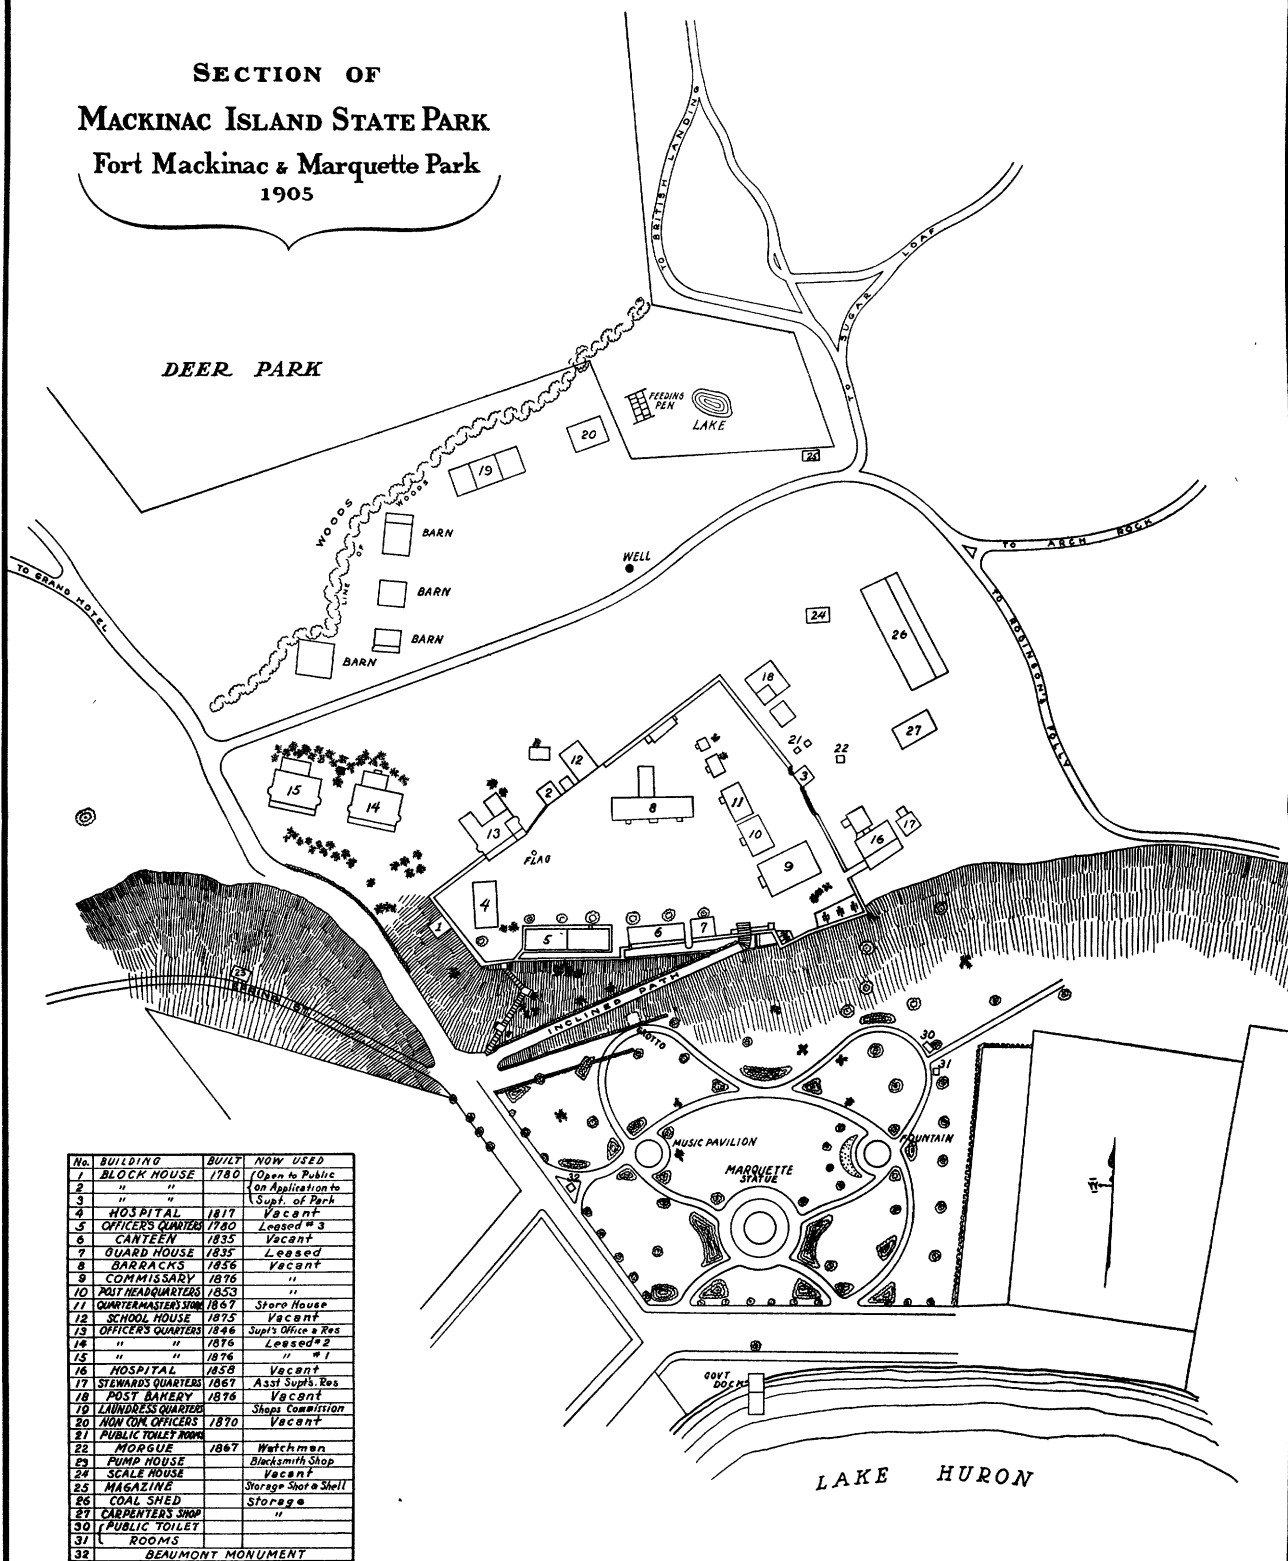 SECTION OF
MACKINAC ISLAND STATE PARK
Fort Mackinac & Marquette Park
1905
TO BRITISH LANDING
TO SUGAR LOAF
DEER PARK
FEEDING
PEN
LAKE
20
19
25
WOODS
LINE OF WOODS
BARN
BARN
BARN
BARN
WELL
TO ARCH ROCK
TO GRAND HOTEL
TO ROBINSON'S FOLLY
24
26
18
27
21
22
12
3
2
15
14
8
11
13
10
16
17
FLAG
9
4
1
5
6
7
23
SPRING ST.
INCLINED PATH
GROTTO
30
31
MUSIC PAVILION
FOUNTAIN
MARQUETTE
STATUE
32
N
GOVT
DOCK
LAKE HURON
No. BUILDING BUILT NOW USED
1 BLOCK HOUSE 1780 Open to Public
2 " " on Application to
3 " " Supt. of Park
4 HOSPITAL 1817 Vacant
5 OFFICER'S QUARTERS 1780 Leased #3
6 CANTEEN 1835 Vacant
7 GUARD HOUSE 1835 Leased
8 BARRACKS 1856 Vacant
9 COMMISSARY 1876 "
10 POST HEADQUARTERS 1853 "
11 QUARTERMASTER'S STORE 1867 Store House
12 SCHOOL HOUSE 1875 Vacant
13 OFFICER'S QUARTERS 1846 Supt's Office & Res
14 " " 1876 Leased #2
15 " " 1876 " #1
16 HOSPITAL 1858 Vacant
17 STEWARD'S QUARTERS 1867 Asst Supt's. Res
18 POST BAKERY 1876 Vacant
19 LAUNDRESS QUARTERS Shops Commission
20 NON COM. OFFICERS 1870 Vacant
21 PUBLIC TOILET ROOMS
22 MORGUE 1867 Watchman
23 PUMP HOUSE Blacksmith Shop
24 SCALE HOUSE Vacant
25 MAGAZINE Storage Shot & Shell
26 COAL SHED Storage
27 CARPENTER'S SHOP "
30 PUBLIC TOILET
31 ROOMS
32 BEAUMONT MONUMENT